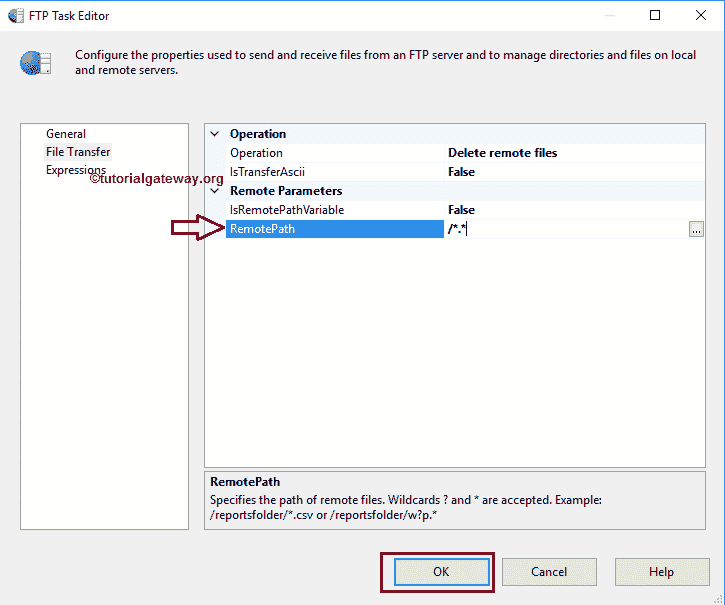 FTP Task Editor
Configure the properties used to send and receive files from an FTP server and to manage directories and files on local
and remote servers.
General
File Transfer
Expressions
©tutorialgateway.org
Operation
Operation Delete remote files
IsTransferAscii False
Remote Parameters
IsRemotePathVariable False
RemotePath /*.*
...
RemotePath
Specifies the path of remote files. Wildcards ? and * are accepted. Example:
/reportsfolder/*.csv or /reportsfolder/w?p.*
OK Cancel Help